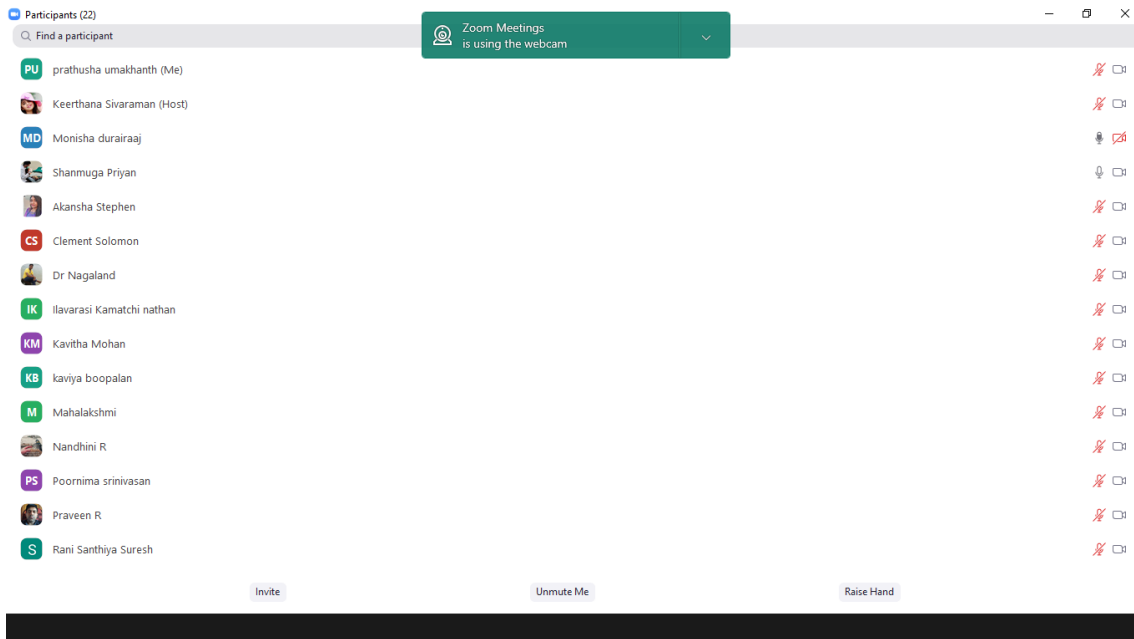 Participants (22)
Find a participant
Zoom Meetings
is using the webcam
PU prathusha umakhanth (Me)
Keerthana Sivaraman (Host)
MD Monisha durairaaj
Shanmuga Priyan
Akansha Stephen
CS Clement Solomon
Dr Nagaland
IK Ilavarasi Kamatchi nathan
KM Kavitha Mohan
KB kaviya boopalan
M Mahalakshmi
Nandhini R
PS Poornima srinivasan
Praveen R
S Rani Santhiya Suresh
Invite Unmute Me Raise Hand